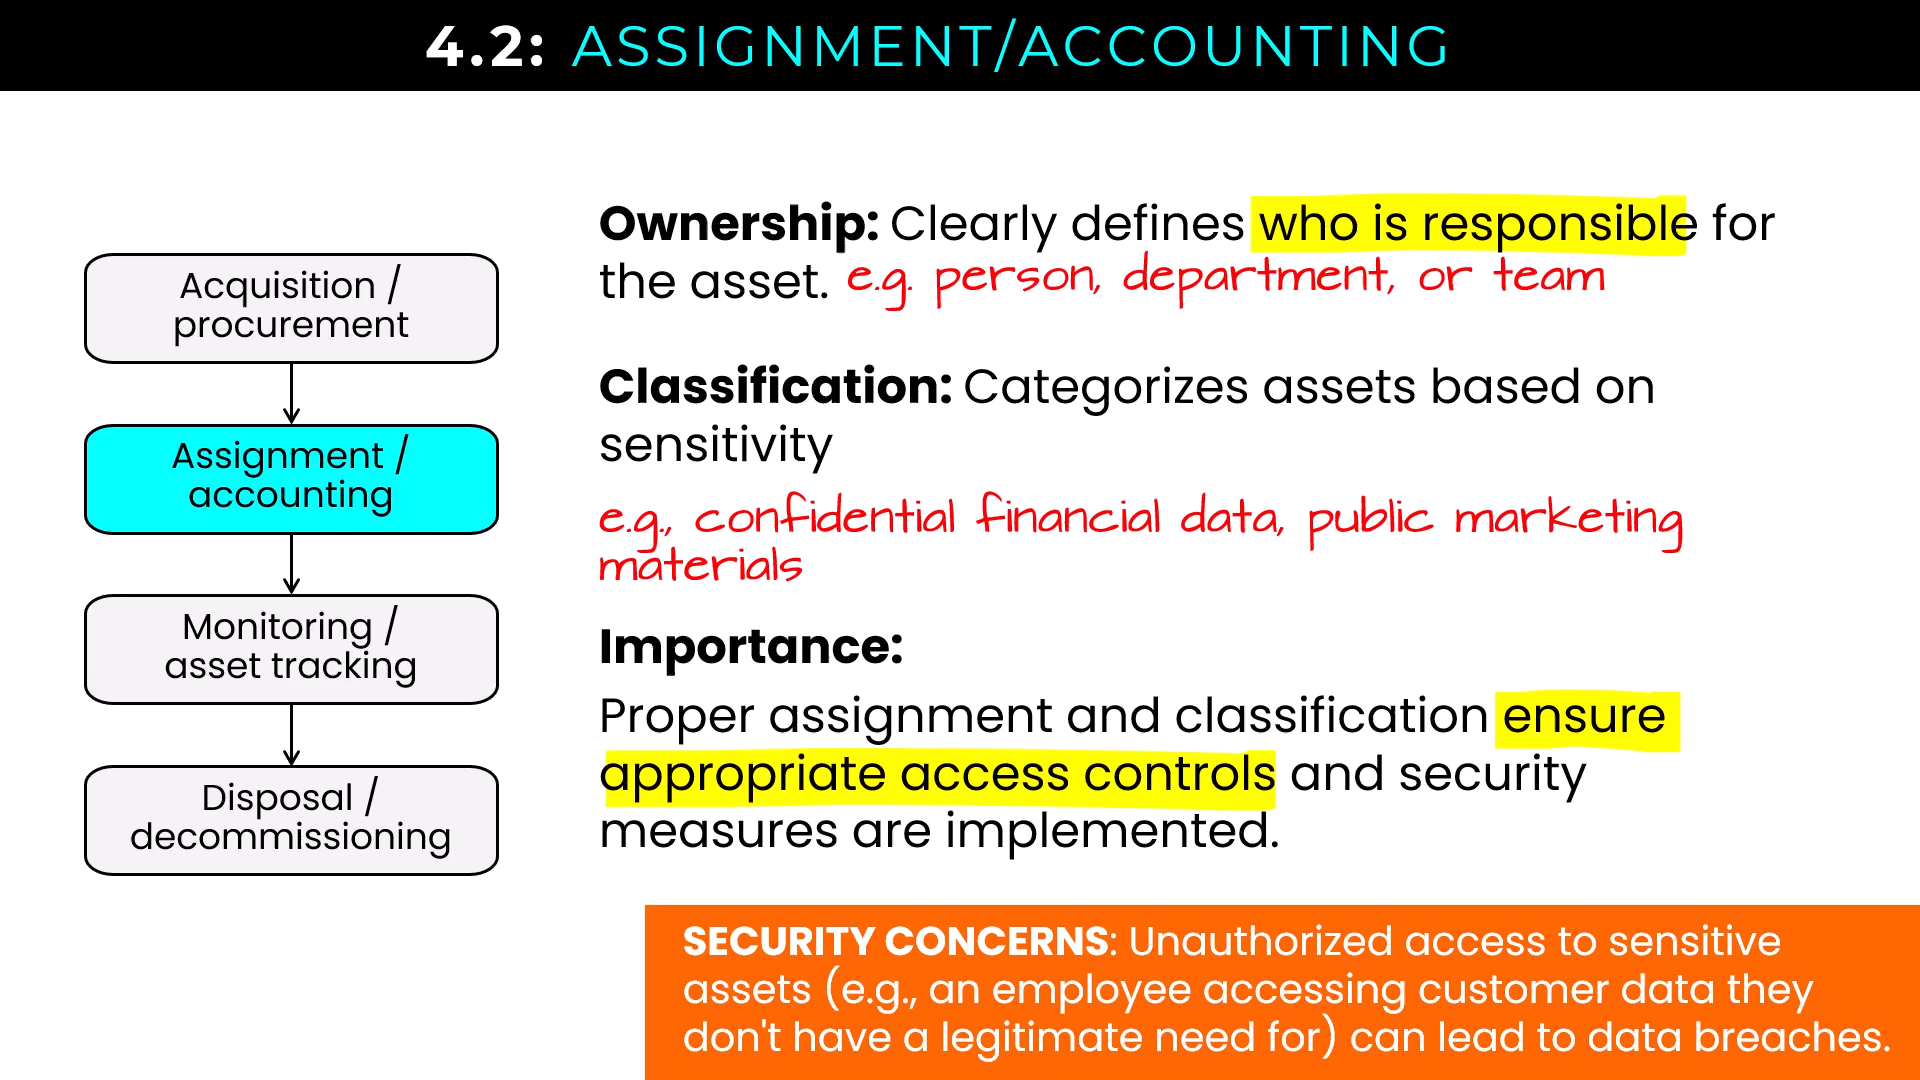 4.2: ASSIGNMENT/ACCOUNTING
Acquisition /
procurement
Assignment /
accounting
Monitoring /
asset tracking
Disposal /
decommissioning
Ownership: Clearly defines who is responsible for
the asset. e.g. person, department, or team
Classification: Categorizes assets based on
sensitivity
e.g., confidential financial data, public marketing
materials
Importance:
Proper assignment and classification ensure
appropriate access controls and security
measures are implemented.
SECURITY CONCERNS: Unauthorized access to sensitive
assets (e.g., an employee accessing customer data they
don't have a legitimate need for) can lead to data breaches.